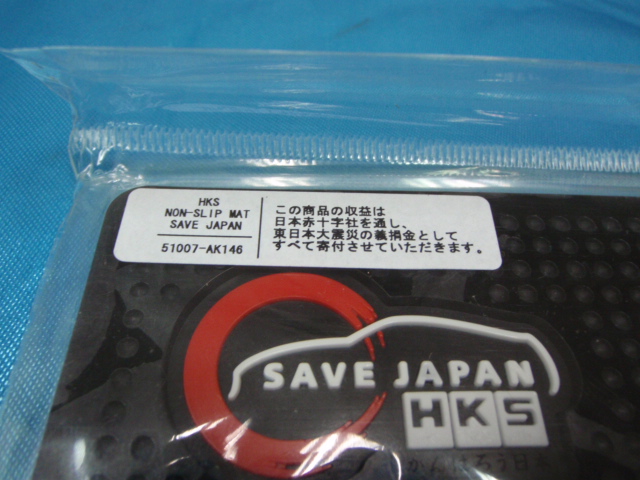 HKS
NON-SLIP MAT
SAVE JAPAN
51007-AK146
この商品の収益は
日本赤十字社を通し、
東日本大震災の義損金として
すべて寄付させていただきます。
SAVE JAPAN
HKS